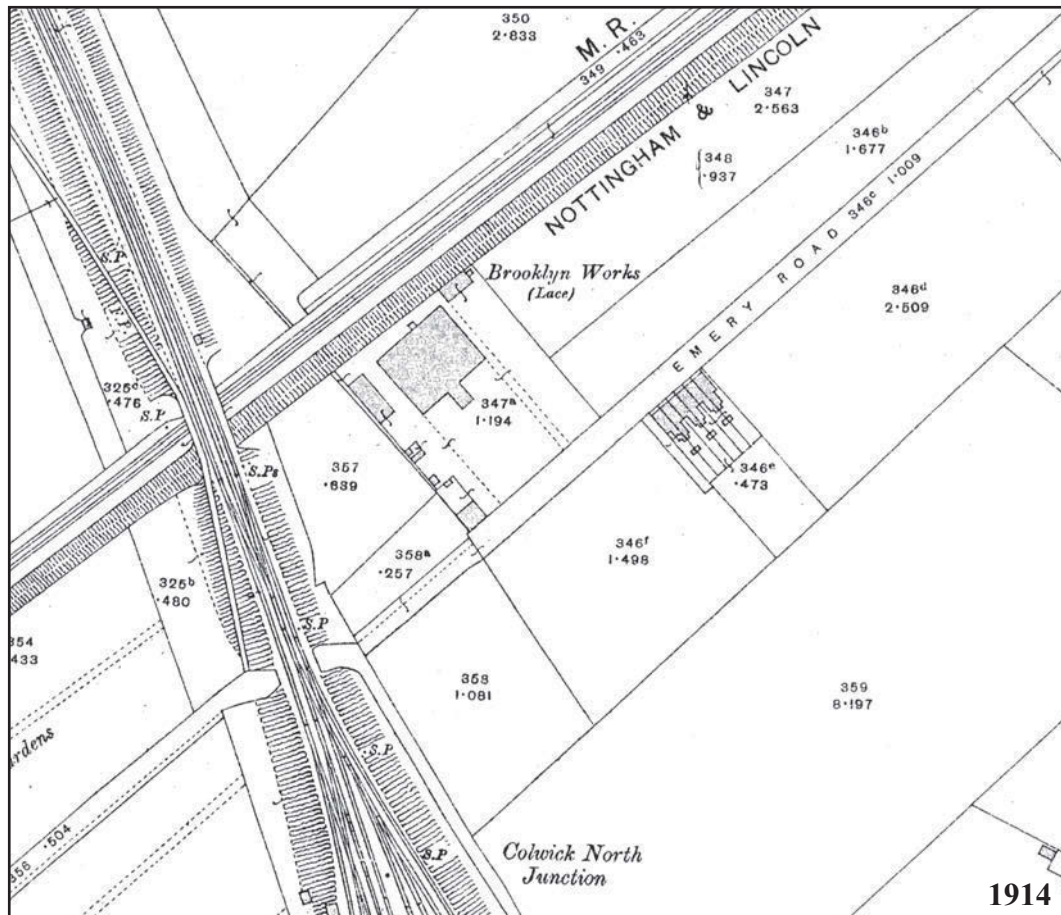 350
2·833
M. R.
349 ·463
NOTTINGHAM & LINCOLN
347
2·563
348
·937
346b
1·677
EMERY ROAD 346c 1·009
346d
2·509
Brooklyn Works
(Lace)
S.P
F.P.
325c
·476
S.P
347a
1·194
S.Ps
357
·639
346e
·473
358a
·257
346f
1·498
325b
·480
354
433
S.P
358
1·081
359
8·197
rdens
S.P
356 ·504
S.P
Colwick North
Junction
1914